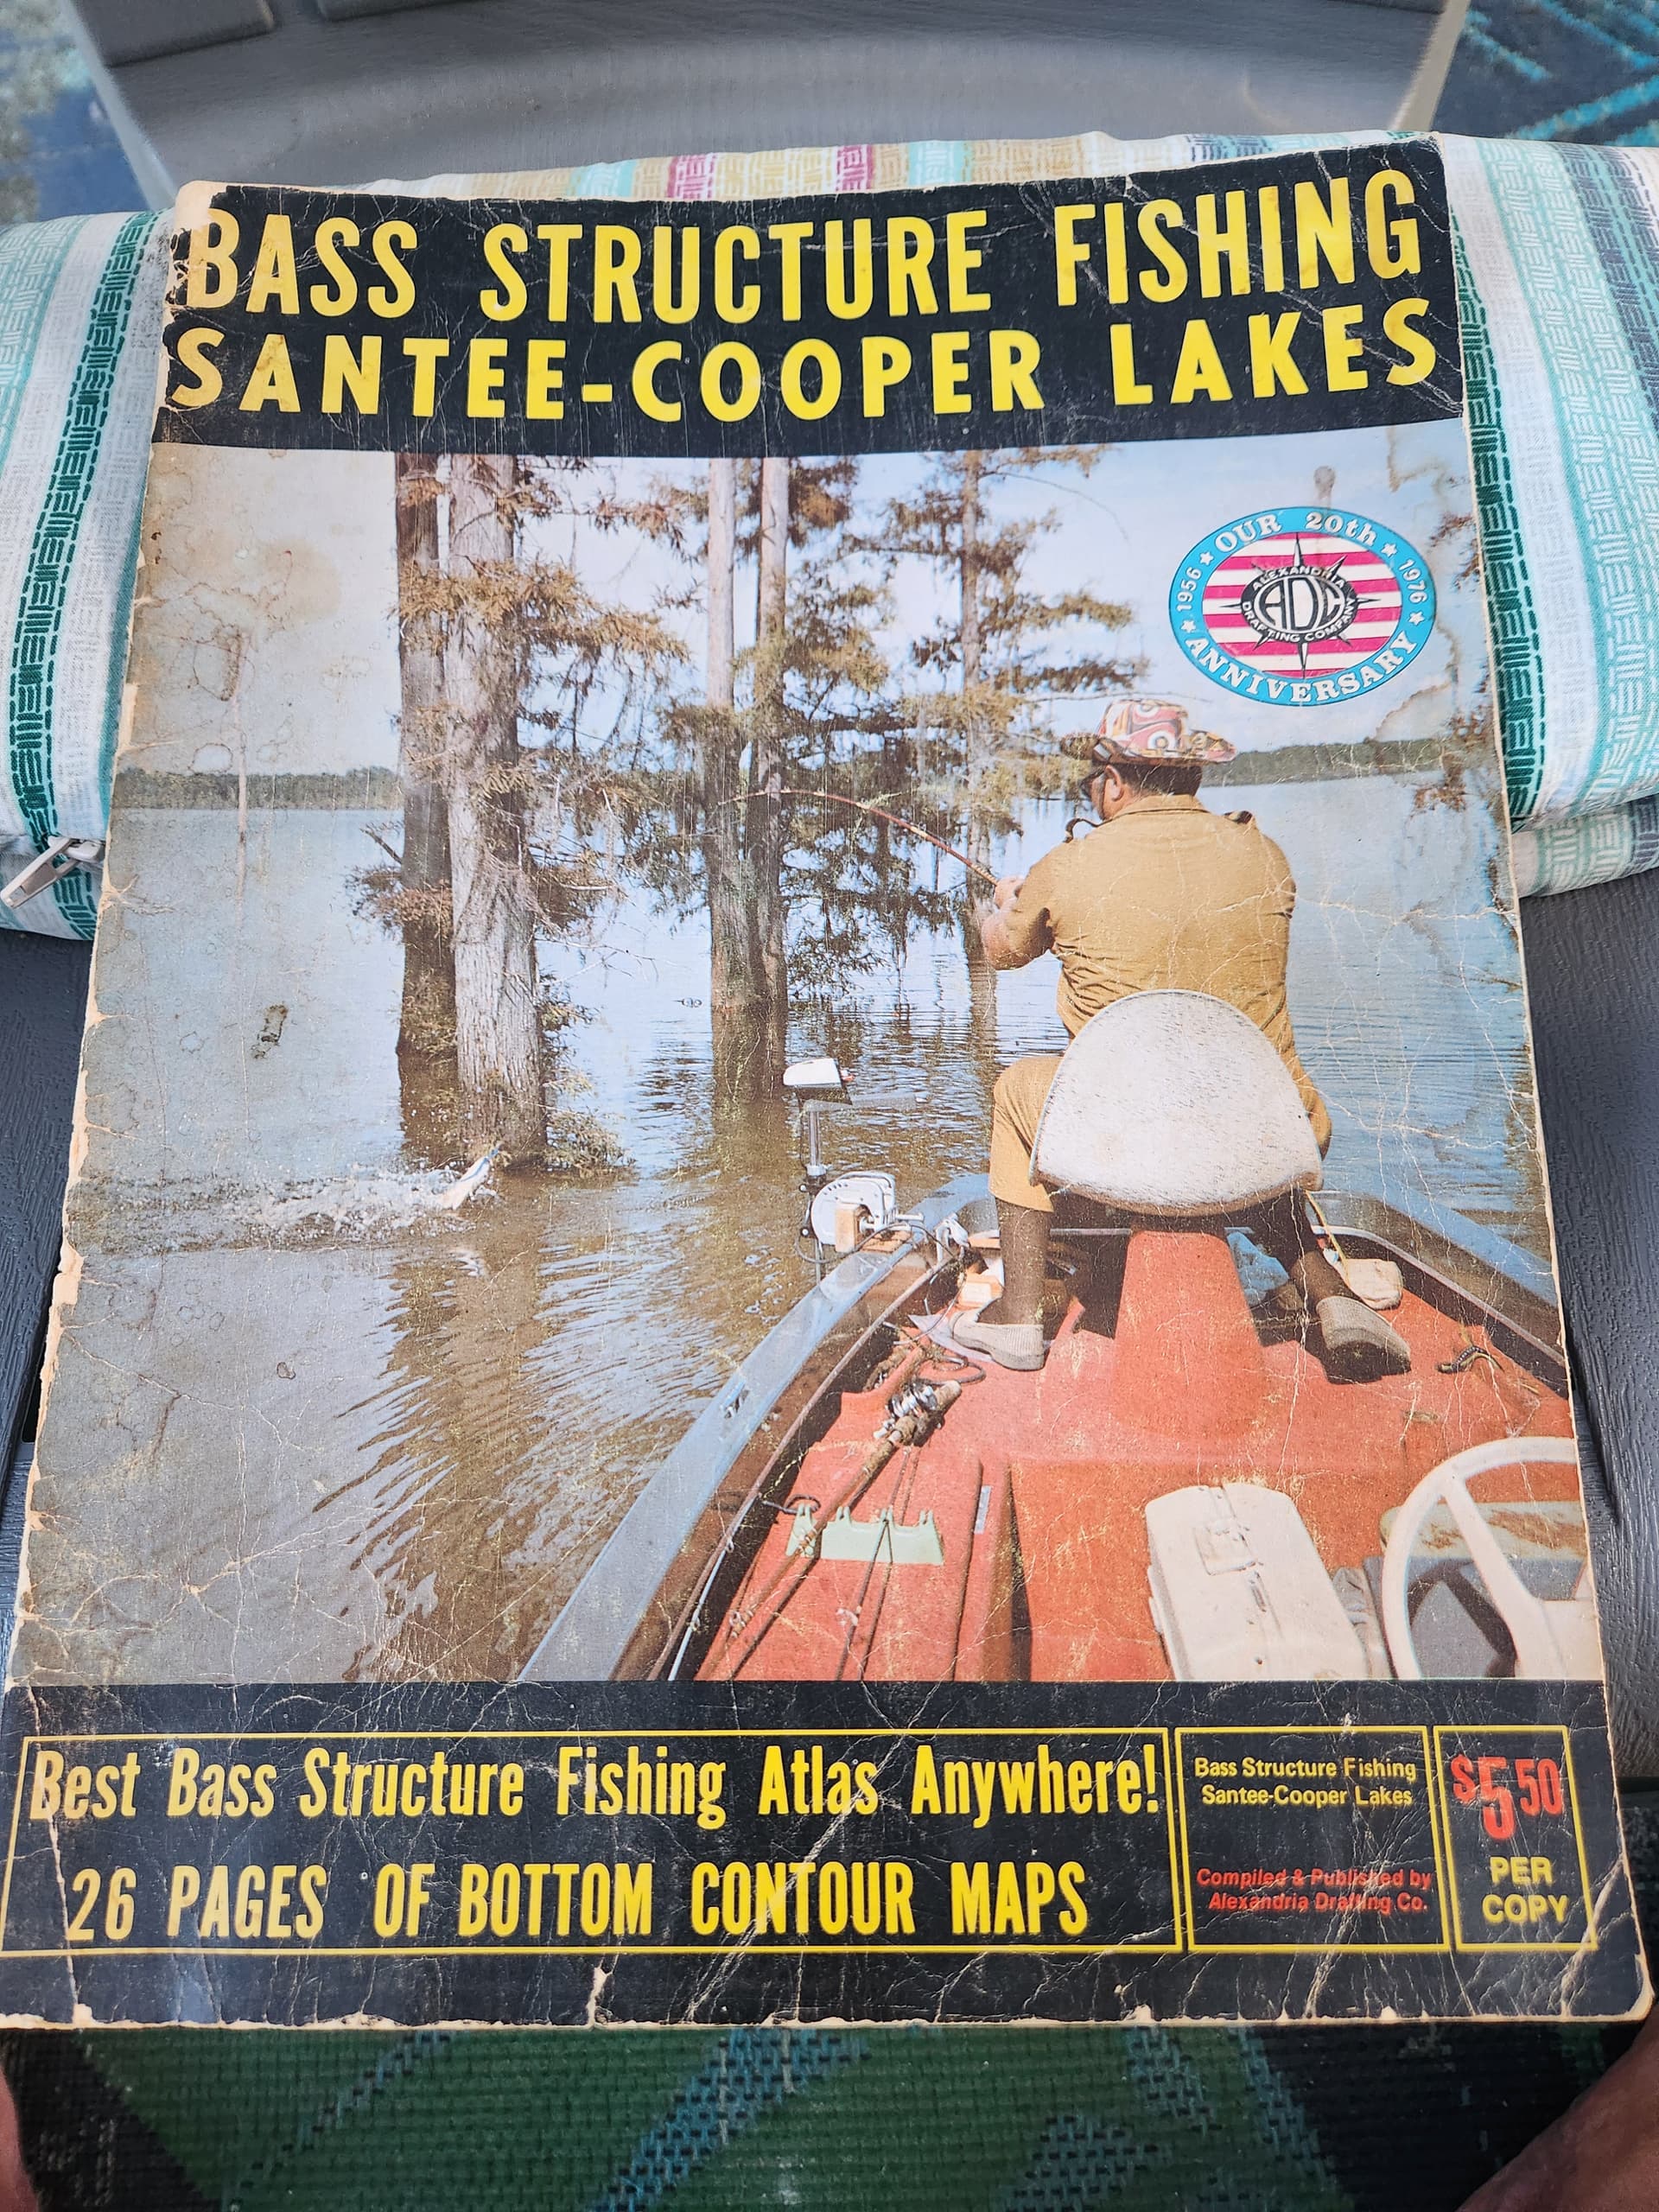 BASS STRUCTURE FISHING
SANTEE-COOPER LAKES
OUR 20th
1956 ★ ★ 1976
ANNIVERSARY
ALEXANDRIA
ADC
DRAFTING COMPANY
Best Bass Structure Fishing Atlas Anywhere!
26 PAGES OF BOTTOM CONTOUR MAPS
Bass Structure Fishing
Santee-Cooper Lakes
Compiled & Published by
Alexandria Drafting Co.
$5.50
PER
COPY